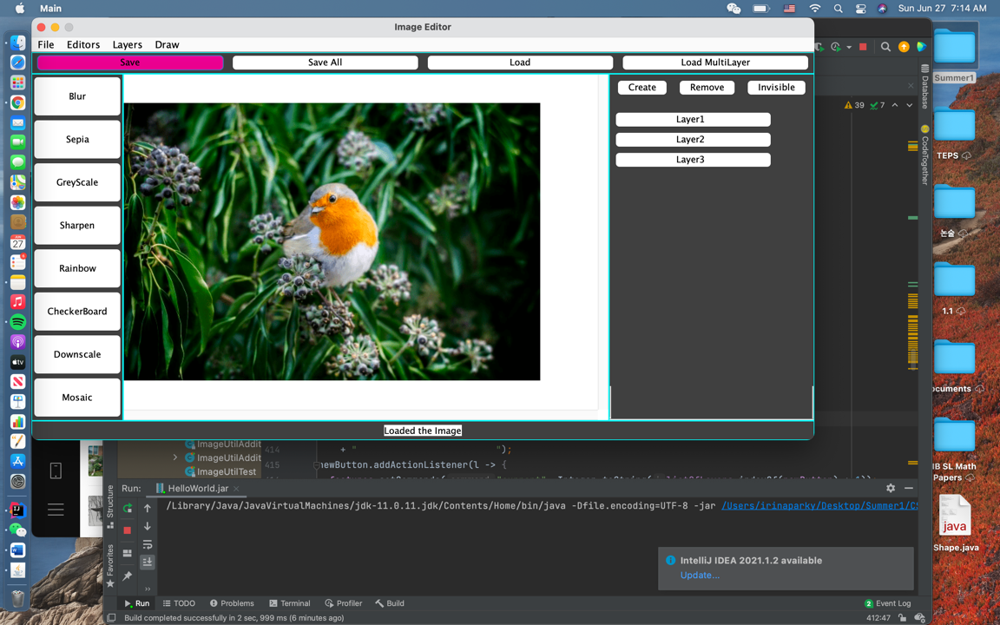 Main
Sun Jun 27 7:14 AM
Image Editor
File Editors Layers Draw
Save Save All Load Load MultiLayer
Blur
Sepia
GreyScale
Sharpen
Rainbow
CheckerBoard
Downscale
Mosaic
Create Remove Invisible
Layer1
Layer2
Layer3
Loaded the Image
39 7
Database
CodeTogether
Summer1
TEPS
논술
1.1
ocuments
IB SL Math
Papers
java
Shape.java
JUN
27
tv
ImageUtilAddit
ImageUtilAddit
ImageUtilTest
414 + " ");
415 newButton.addActionListener(l -> {
Run: HelloWorld.jar
/Library/Java/JavaVirtualMachines/jdk-11.0.11.jdk/Contents/Home/bin/java -Dfile.encoding=UTF-8 -jar /Users/irinaparky/Desktop/Summer1/CS
Structure
Favorites
IntelliJ IDEA 2021.1.2 available
Update...
Run TODO Problems Terminal Profiler Build
2 Event Log
Build completed successfully in 2 sec, 999 ms (6 minutes ago)
412:47